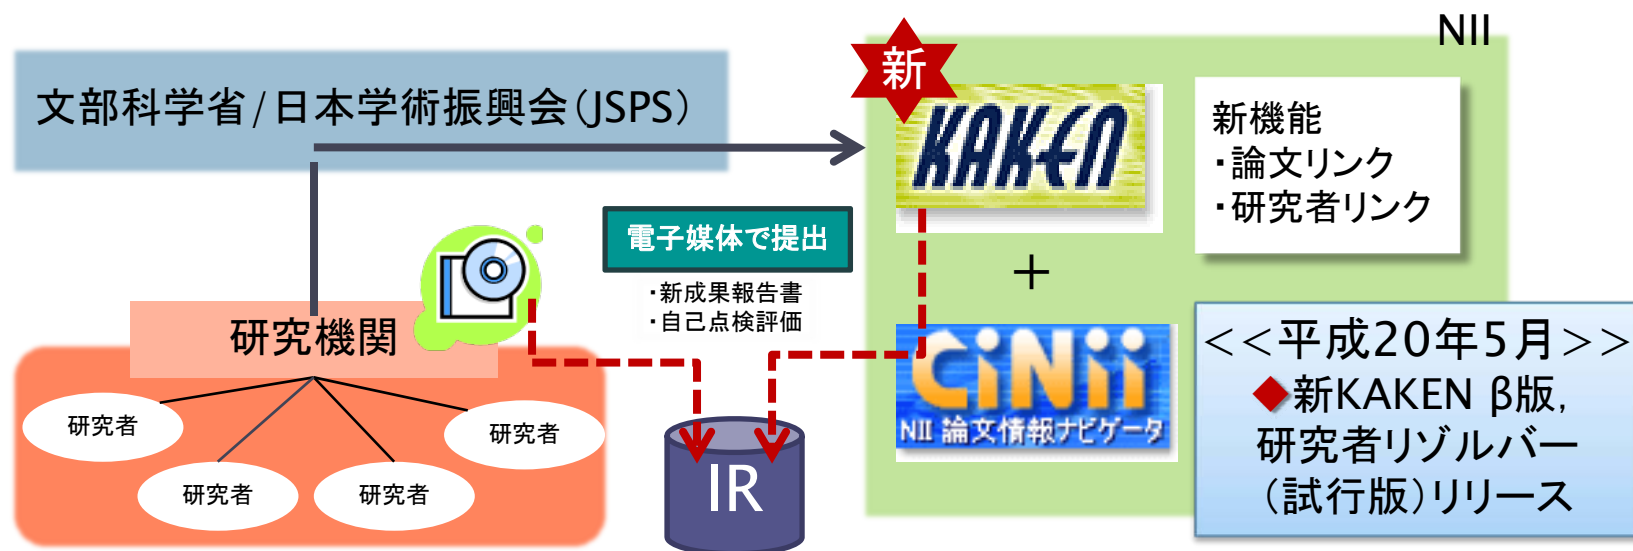 NII
文部科学省/日本学術振興会(JSPS)
新
KAKEN
新機能
・論文リンク
・研究者リンク
電子媒体で提出
・新成果報告書
・自己点検評価
+
研究機関
研究者
研究者
研究者
研究者
CiNii
NII 論文情報ナビゲータ
IR
<<平成20年5月>>
◆新KAKEN β版,
研究者リゾルバー
(試行版)リリース